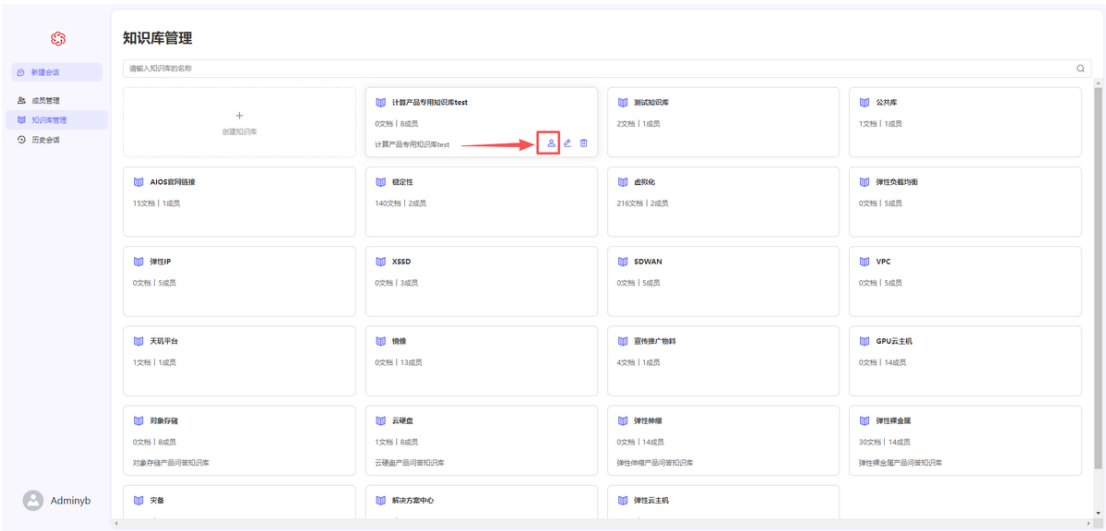 知识库管理
请输入知识库的名称
新建会话
成员管理
知识库管理
历史会话
+
创建知识库
计算产品专用知识库test
0文档 | 8成员
计算产品专用知识库test
测试知识库
2文档 | 1成员
公共库
1文档 | 1成员
AIOS官网链接
15文档 | 1成员
稳定性
140文档 | 2成员
虚拟化
216文档 | 2成员
弹性负载均衡
0文档 | 5成员
弹性IP
0文档 | 5成员
XSSD
0文档 | 3成员
SDWAN
0文档 | 5成员
VPC
0文档 | 5成员
天玑平台
1文档 | 1成员
镜像
0文档 | 13成员
宣传推广物料
4文档 | 1成员
GPU云主机
0文档 | 14成员
对象存储
0文档 | 8成员
对象存储产品问答知识库
云硬盘
1文档 | 8成员
云硬盘产品问答知识库
弹性伸缩
0文档 | 14成员
弹性伸缩产品问答知识库
弹性裸金属
30文档 | 14成员
弹性裸金属产品问答知识库
灾备
解决方案中心
弹性云主机
Adminyb